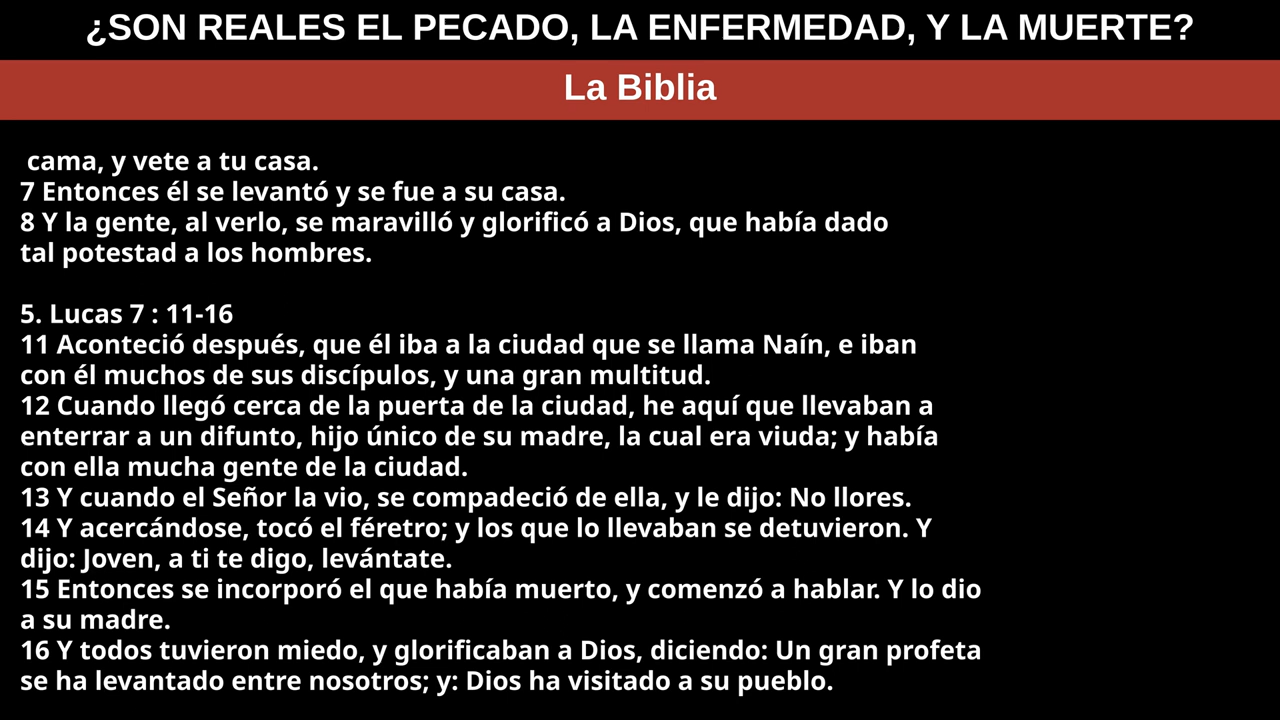 ¿SON REALES EL PECADO, LA ENFERMEDAD, Y LA MUERTE?
La Biblia
cama, y vete a tu casa.
7 Entonces él se levantó y se fue a su casa.
8 Y la gente, al verlo, se maravilló y glorificó a Dios, que había dado
tal potestad a los hombres.
5. Lucas 7 : 11-16
11 Aconteció después, que él iba a la ciudad que se llama Naín, e iban
con él muchos de sus discípulos, y una gran multitud.
12 Cuando llegó cerca de la puerta de la ciudad, he aquí que llevaban a
enterrar a un difunto, hijo único de su madre, la cual era viuda; y había
con ella mucha gente de la ciudad.
13 Y cuando el Señor la vio, se compadeció de ella, y le dijo: No llores.
14 Y acercándose, tocó el féretro; y los que lo llevaban se detuvieron. Y
dijo: Joven, a ti te digo, levántate.
15 Entonces se incorporó el que había muerto, y comenzó a hablar. Y lo dio
a su madre.
16 Y todos tuvieron miedo, y glorificaban a Dios, diciendo: Un gran profeta
se ha levantado entre nosotros; y: Dios ha visitado a su pueblo.